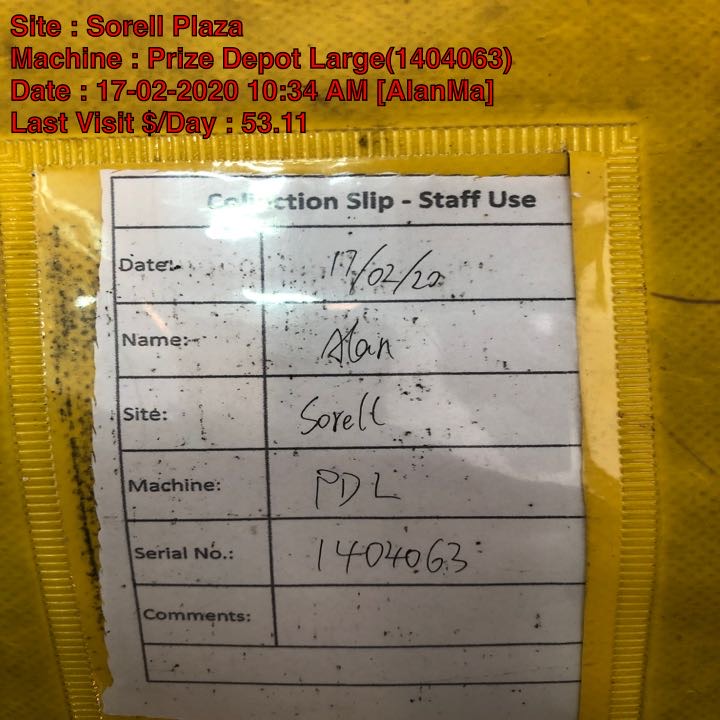 Site : Sorell Plaza
Machine : Prize Depot Large(1404063)
Date : 17-02-2020 10:34 AM [AlanMa]
Last Visit $/Day : 53.11
Collection Slip - Staff Use
Date: 17/02/20
Name: Alan
Site: Sorell
Machine: PDL
Serial No.: 1404063
Comments: